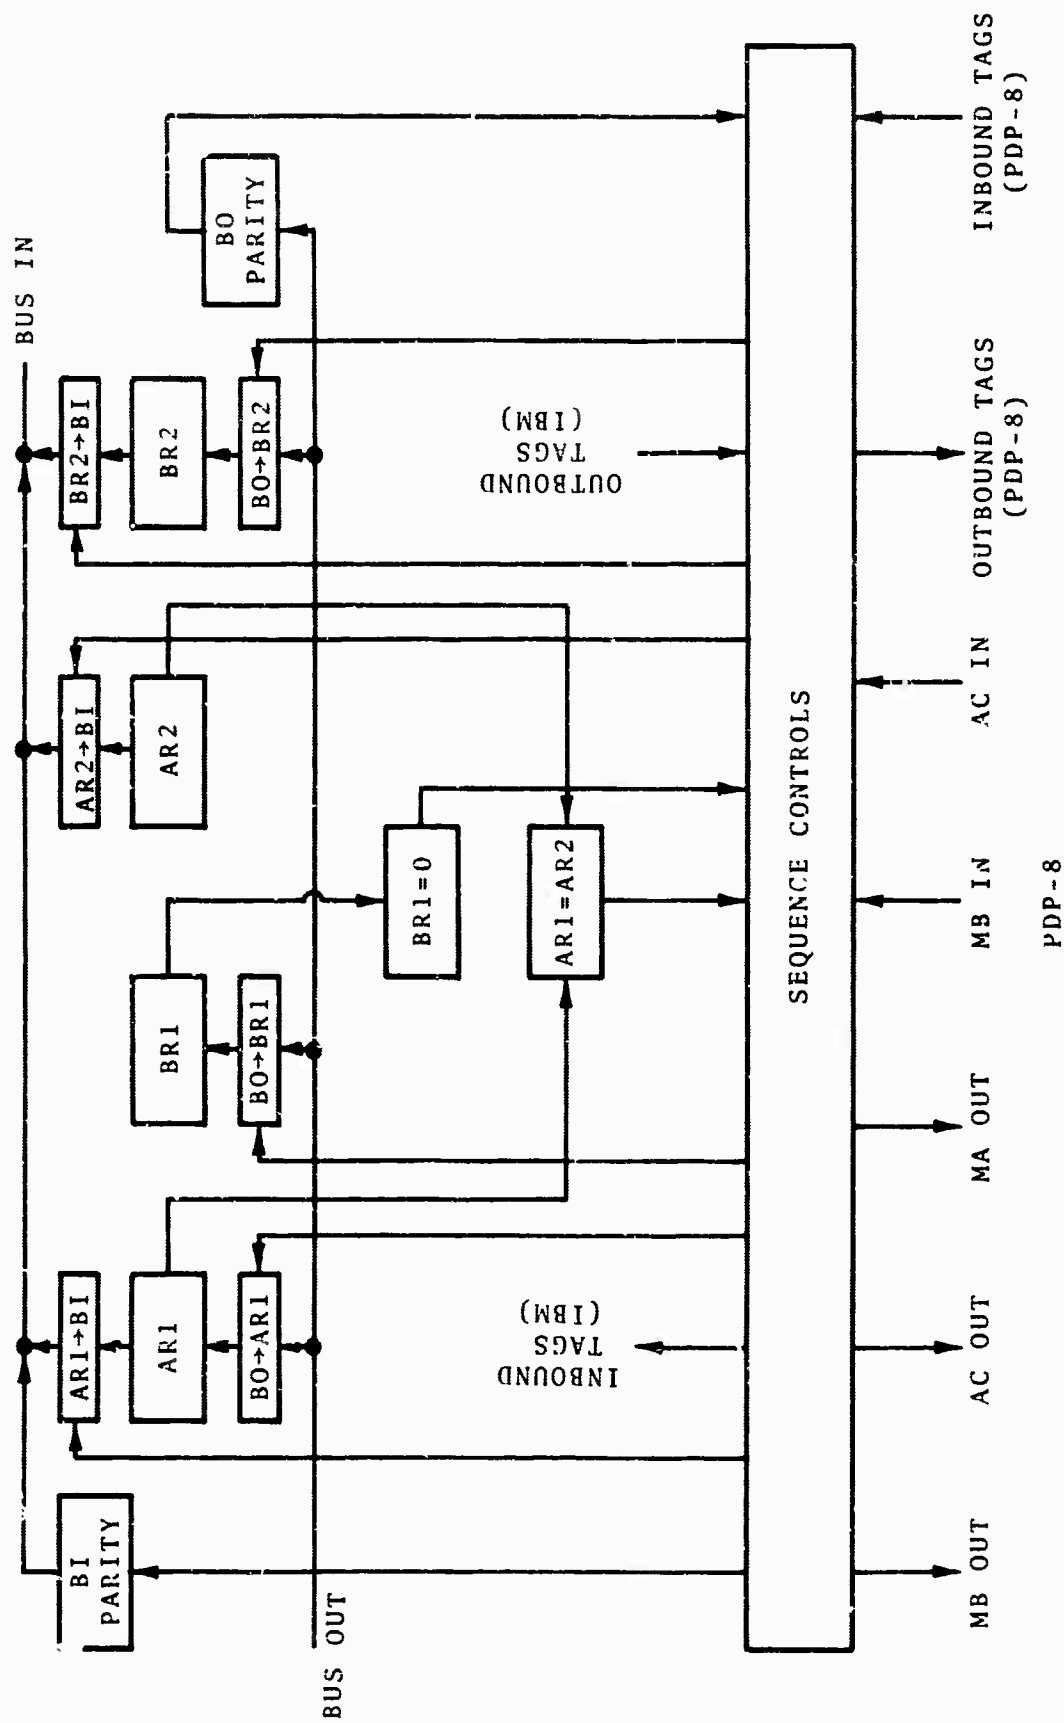 BUS IN
BI
PARITY
AR1→BI
AR2→BI
BR2→BI
AR1
BR1
AR2
BR2
BO
PARITY
BO→AR1
BO→BR1
BO→BR2
BUS OUT
BR1=0
INBOUND
TAGS
(IBM)
AR1=AR2
OUTBOUND
TAGS
(IBM)
SEQUENCE CONTROLS
MB OUT
AC OUT
MA OUT
MB IN
AC IN
OUTBOUND TAGS
(PDP-8)
INBOUND TAGS
(PDP-8)
PDP-8